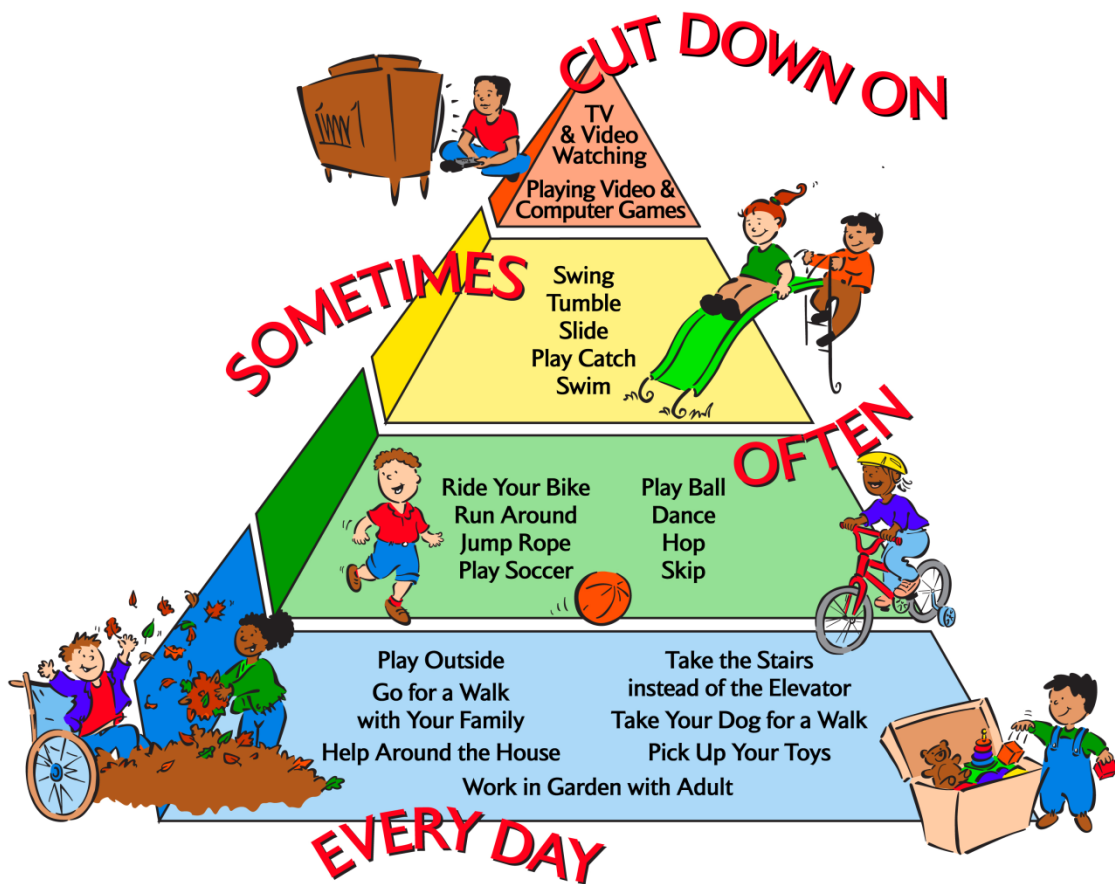 CUT DOWN ON
TV
& Video
Watching
Playing Video &
Computer Games
SOMETIMES
Swing
Tumble
Slide
Play Catch
Swim
OFTEN
Ride Your Bike
Run Around
Jump Rope
Play Soccer
Play Ball
Dance
Hop
Skip
Play Outside
Go for a Walk
with Your Family
Help Around the House
Take the Stairs
instead of the Elevator
Take Your Dog for a Walk
Pick Up Your Toys
Work in Garden with Adult
EVERY DAY